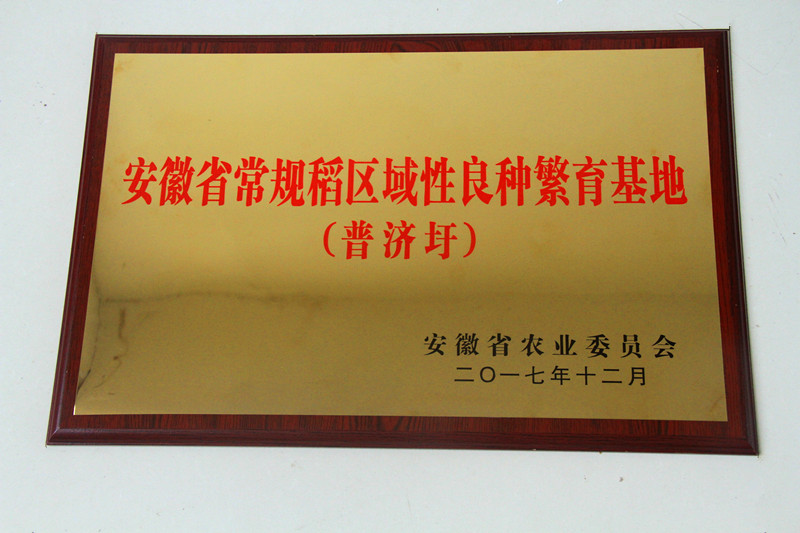 安徽省常规稻区域性良种繁育基地
（普济圩）
安徽省农业委员会
二〇一七年十二月